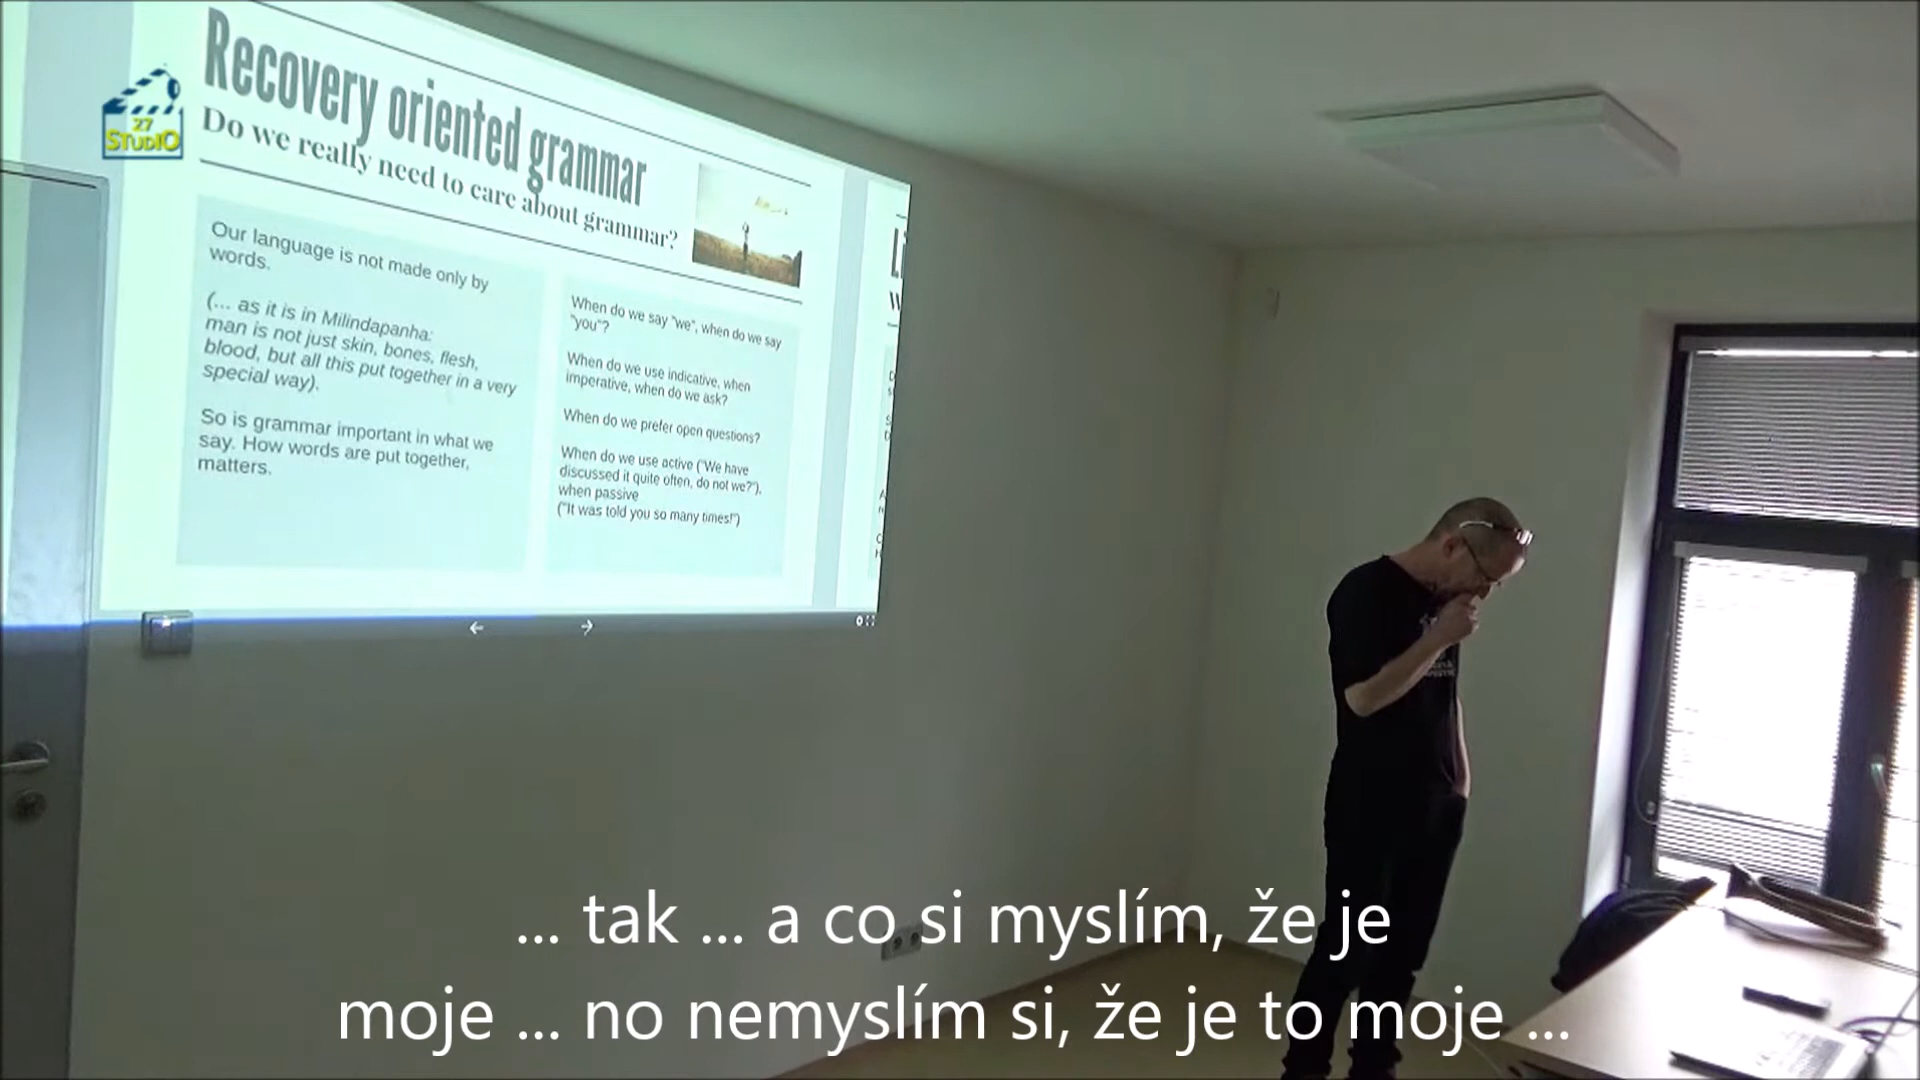 27
STUDIO
Recovery oriented grammar
Do we really need to care about grammar?
Our language is not made only by
words.
(... as it is in Milindapanha:
man is not just skin, bones, flesh,
blood, but all this put together in a very
special way).
So is grammar important in what we
say. How words are put together,
matters.
When do we say "we", when do we say
"you"?
When do we use indicative, when
imperative, when do we ask?
When do we prefer open questions?
When do we use active ("We have
discussed it quite often, do not we?"),
when passive
("It was told you so many times!")
... tak ... a co si myslím, že je
moje ... no nemyslím si, že je to moje ...